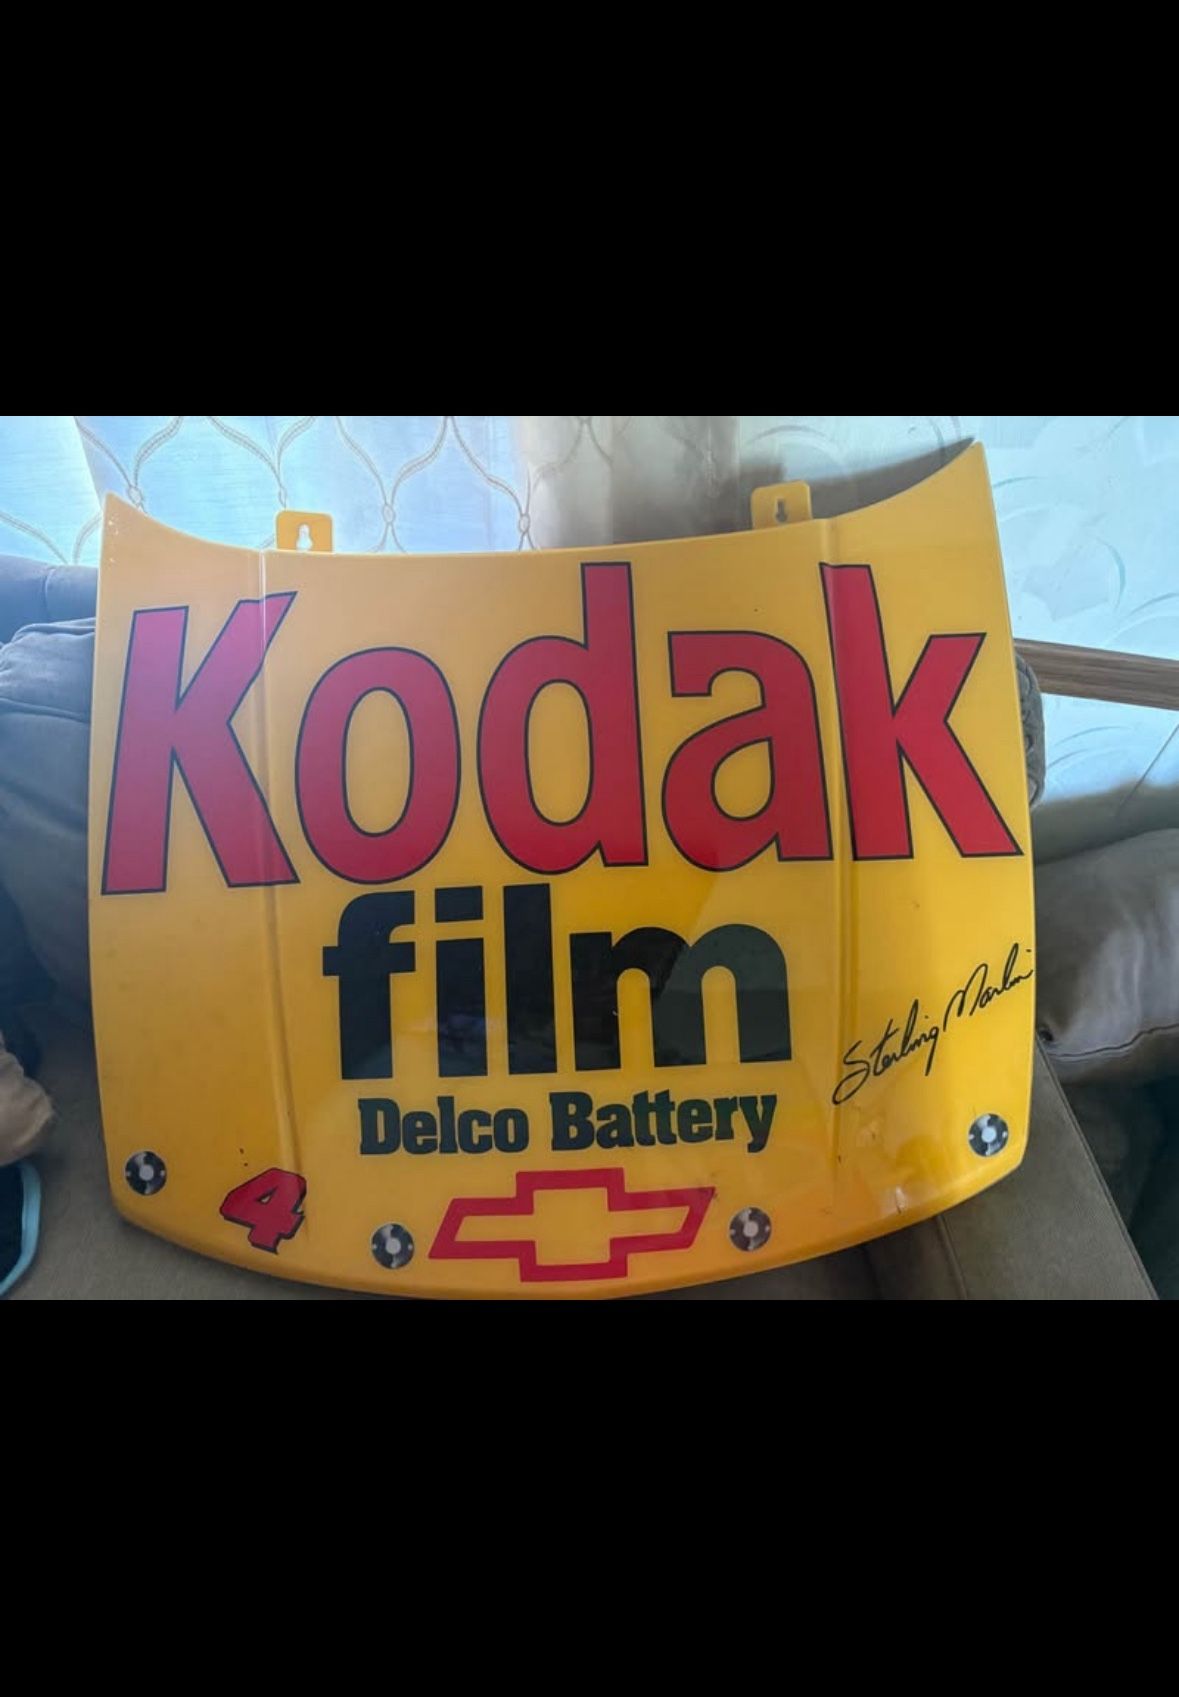 Kodak
film
Sterling Marlin
Delco Battery
4